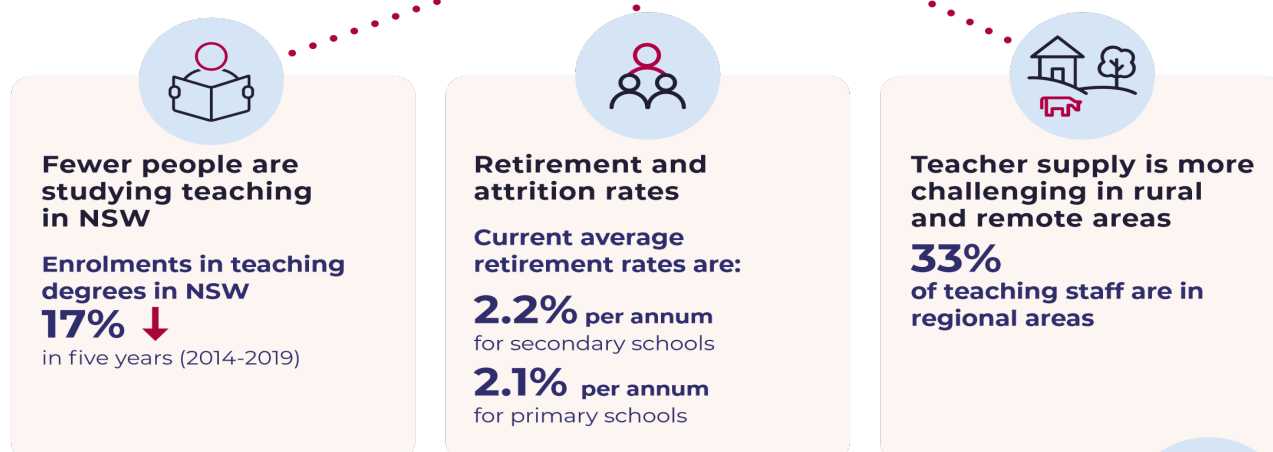 Fewer people are
studying teaching
in NSW
Enrolments in teaching
degrees in NSW
17%
in five years (2014-2019)
Retirement and
attrition rates
Current average
retirement rates are:
2.2% per annum
for secondary schools
2.1% per annum
for primary schools
Teacher supply is more
challenging in rural
and remote areas
33%
of teaching staff are in
regional areas